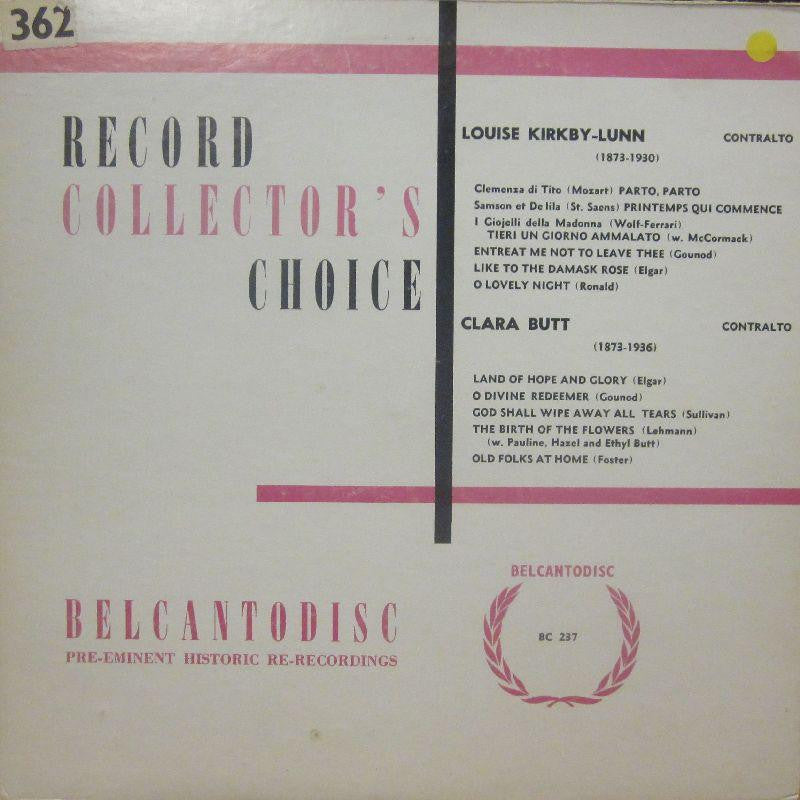 362
RECORD
COLLECTOR'S
CHOICE
LOUISE KIRKBY-LUNN CONTRALTO
(1873-1930)
Clemenza di Tito (Mozart) PARTO, PARTO
Samson et De lila (St. Saens) PRINTEMPS QUI COMMENCE
I Giojelli della Madonna (Wolf-Ferrari)
TIERI UN GIORNO AMMALATO (w. McCormack)
ENTREAT ME NOT TO LEAVE THEE (Gounod)
LIKE TO THE DAMASK ROSE (Elgar)
O LOVELY NIGHT (Ronald)
CLARA BUTT CONTRALTO
(1873-1936)
LAND OF HOPE AND GLORY (Elgar)
O DIVINE REDEEMER (Gounod)
GOD SHALL WIPE AWAY ALL TEARS (Sullivan)
THE BIRTH OF THE FLOWERS (Lehmann)
(w. Pauline, Hazel and Ethyl Butt)
OLD FOLKS AT HOME (Foster)
BELCANTODISC
PRE-EMINENT HISTORIC RE-RECORDINGS
BELCANTODISC
BC 237